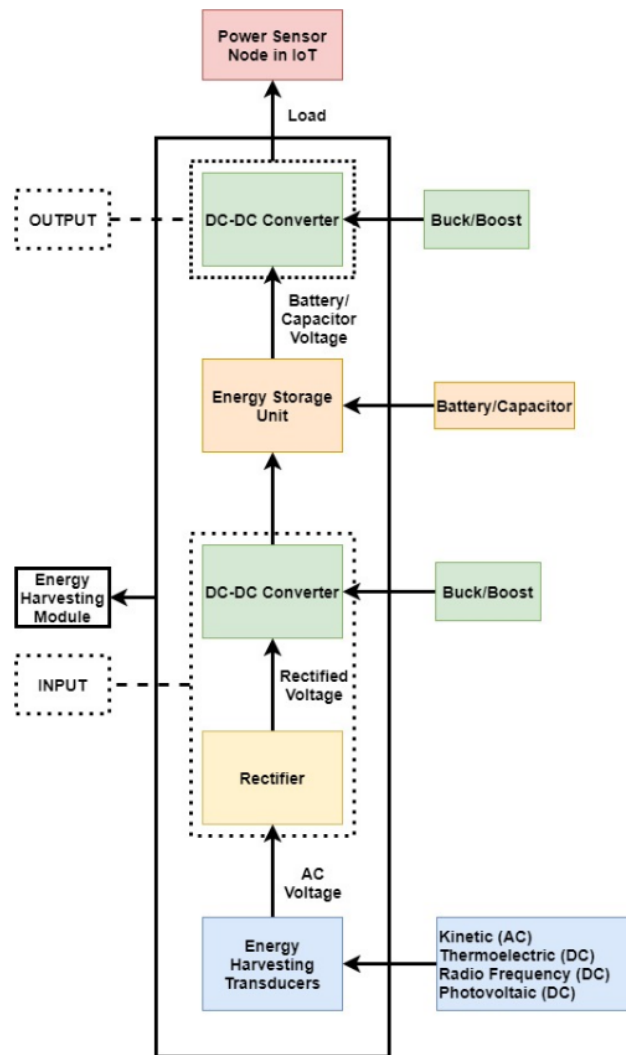 Power Sensor
Node in IoT
Load
OUTPUT
DC-DC Converter
Buck/Boost
Battery/
Capacitor
Voltage
Energy Storage
Unit
Battery/Capacitor
Energy
Harvesting
Module
DC-DC Converter
Buck/Boost
INPUT
Rectified
Voltage
Rectifier
AC
Voltage
Energy
Harvesting
Transducers
Kinetic (AC)
Thermoelectric (DC)
Radio Frequency (DC)
Photovoltaic (DC)